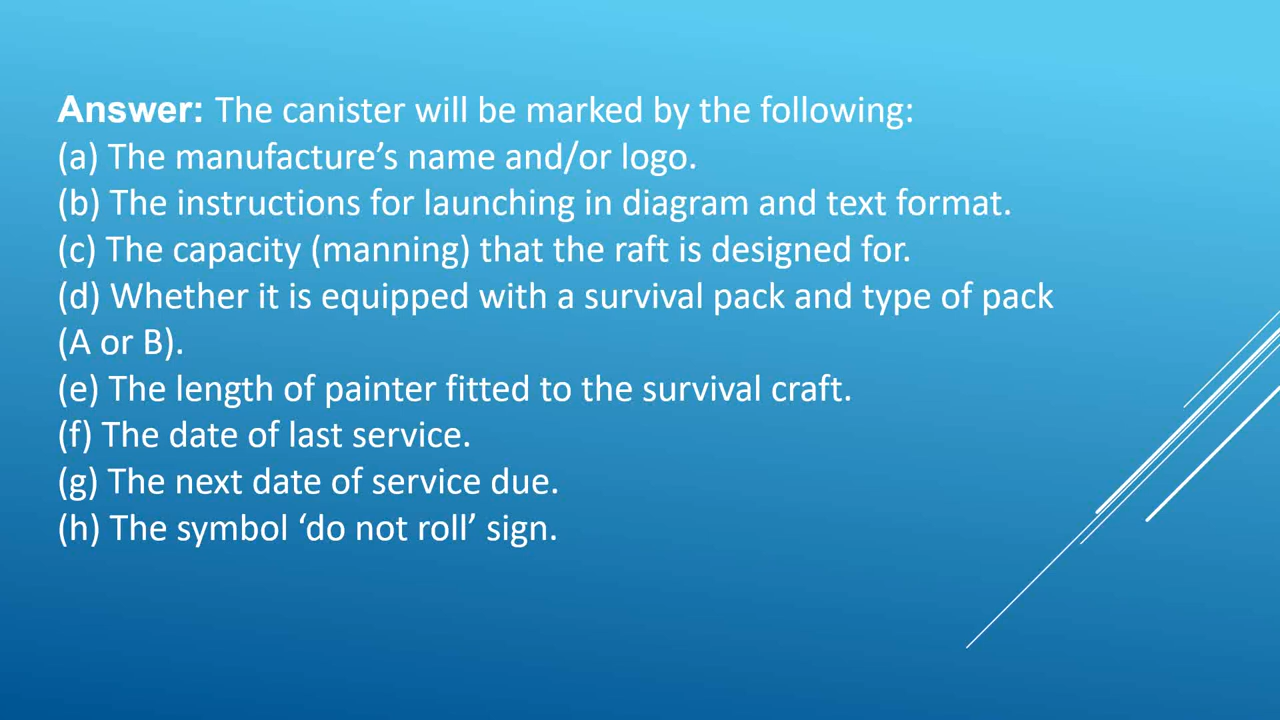 Answer: The canister will be marked by the following:
(a) The manufacture’s name and/or logo.
(b) The instructions for launching in diagram and text format.
(c) The capacity (manning) that the raft is designed for.
(d) Whether it is equipped with a survival pack and type of pack
(A or B).
(e) The length of painter fitted to the survival craft.
(f) The date of last service.
(g) The next date of service due.
(h) The symbol ‘do not roll’ sign.